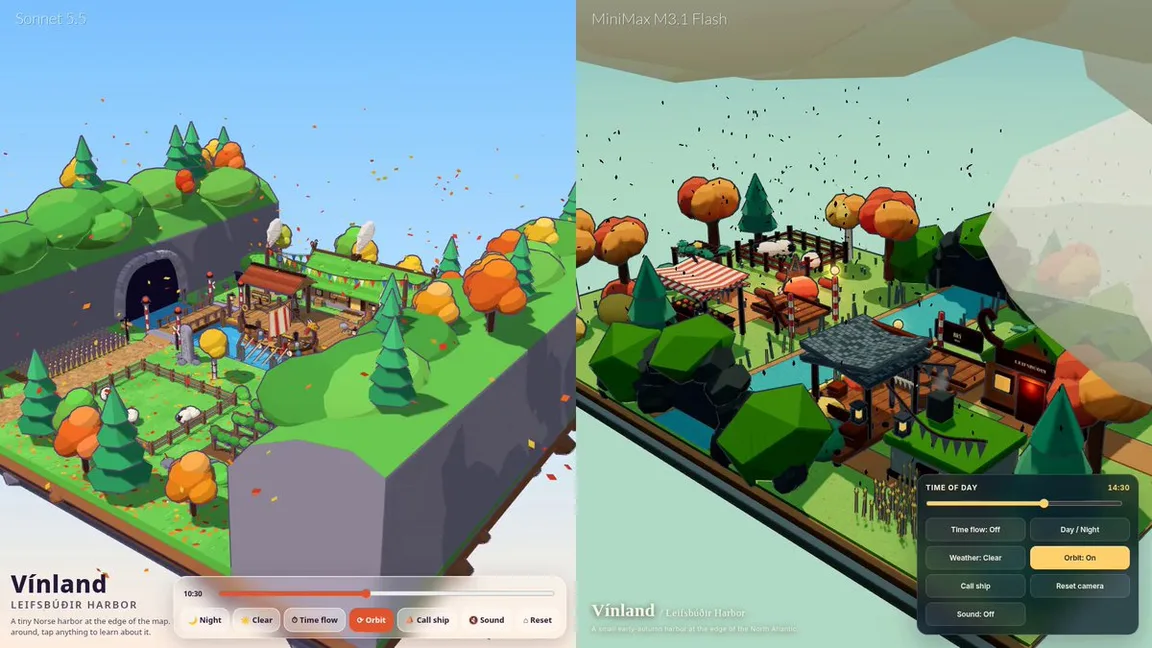 Sonnet 5.5
MiniMax M3.1 Flash
LEIFSBUDIR
Vínland
LEIFSBÚÐIR HARBOR
A tiny Norse harbor at the edge of the map.
around, tap anything to learn about it.
10:30
🌙 Night
☀️ Clear
⏱ Time flow
⟳ Orbit
⛵ Call ship
🔇 Sound
⌂ Reset
Vínland / Leifsbúðir Harbor
A small early-autumn harbor at the edge of the North Atlantic
TIME OF DAY
14:30
Time flow: Off
Day / Night
Weather: Clear
Orbit: On
Call ship
Reset camera
Sound: Off